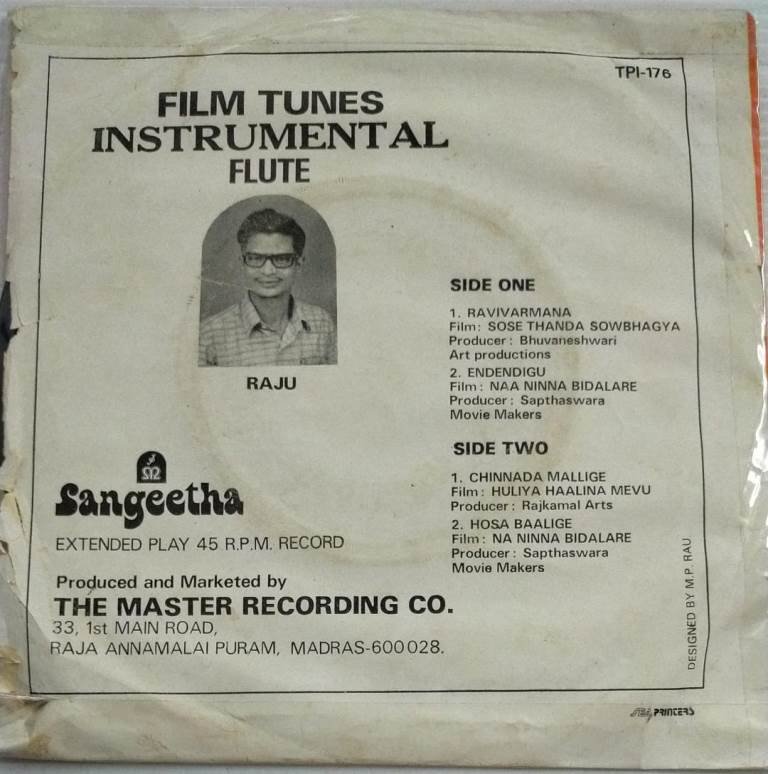 TPI-176
FILM TUNES
INSTRUMENTAL
FLUTE
RAJU
SIDE ONE
1. RAVIVARMANA
Film: SOSE THANDA SOWBHAGYA
Producer: Bhuvaneshwari
Art productions
2. ENDENDIGU
Film: NAA NINNA BIDALARE
Producer: Sapthaswara
Movie Makers
SIDE TWO
1. CHINNADA MALLIGE
Film: HULIYA HAALINA MEVU
Producer: Rajkamal Arts
2. HOSA BAALIGE
Film: NA NINNA BIDALARE
Producer: Sapthaswara
Movie Makers
Sangeetha
EXTENDED PLAY 45 R.P.M. RECORD
Produced and Marketed by
THE MASTER RECORDING CO.
33, 1st MAIN ROAD,
RAJA ANNAMALAI PURAM, MADRAS-600028.
DESIGNED BY M.P. RAU
PRINTERS